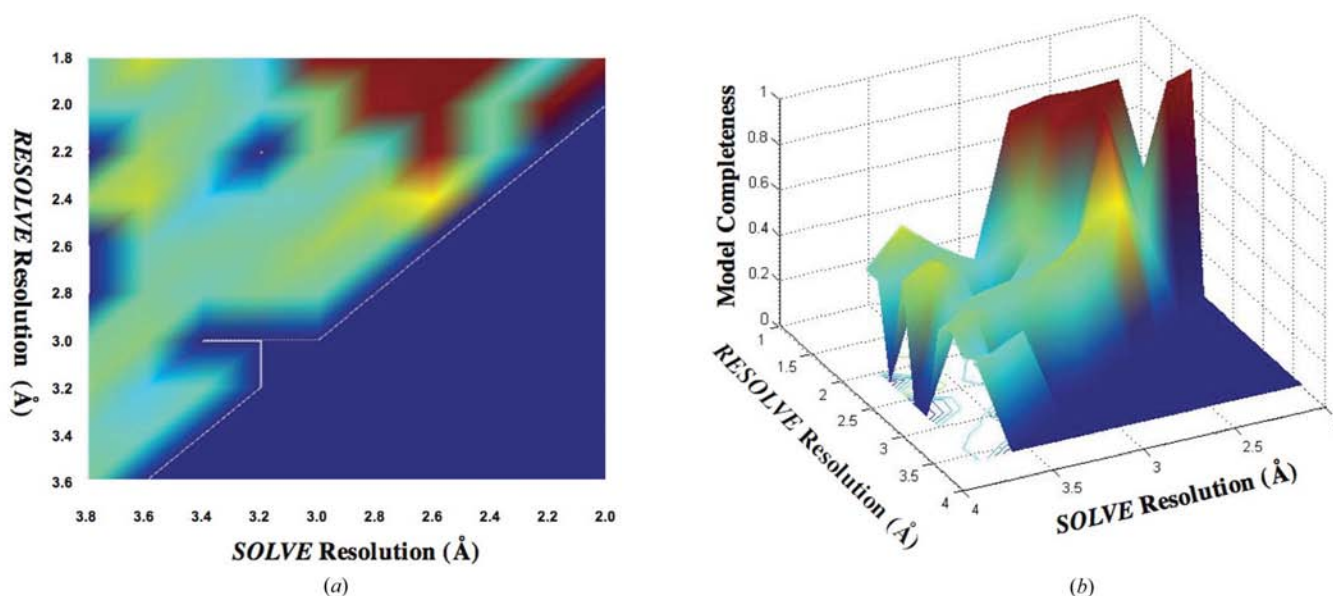 1.8
2.0
2.2
2.4
2.6
2.8
3.0
3.2
3.4
3.6
RESOLVE Resolution (Å)
3.8 3.6 3.4 3.2 3.0 2.8 2.6 2.4 2.2 2.0
SOLVE Resolution (Å)
(a)
1
0.8
0.6
0.4
0.2
0
Model Completeness
1
1.5
2
2.5
3
3.5
4
RESOLVE Resolution (Å)
4 3.5 3 2.5
SOLVE Resolution (Å)
(b)